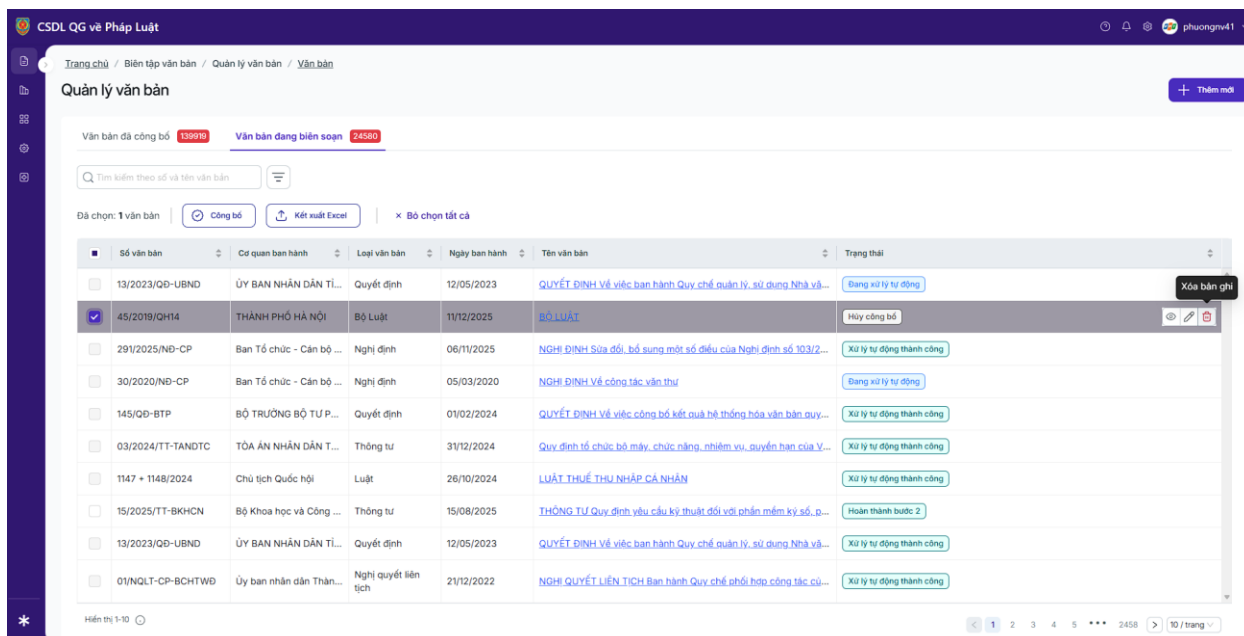 CSDL QG về Pháp Luật phuongnv41
Trang chủ / Biên tập văn bản / Quản lý văn bản / Văn bản
Quản lý văn bản
+ Thêm mới
Văn bản đã công bố 139919 Văn bản đang biên soạn 24580
Tìm kiếm theo số và tên văn bản
Đã chọn: 1 văn bản Công bố Kết xuất Excel × Bỏ chọn tất cả
Số văn bản Cơ quan ban hành Loại văn bản Ngày ban hành Tên văn bản Trạng thái
13/2023/QĐ-UBND ỦY BAN NHÂN DÂN TỈ... Quyết định 12/05/2023 QUYẾT ĐỊNH Về việc ban hành Quy chế quản lý, sử dụng Nhà vă... Đang xử lý tự động
Xóa bản ghi
45/2019/QH14 THÀNH PHỐ HÀ NỘI Bộ Luật 11/12/2025 BỘ LUẬT Hủy công bố
291/2025/NĐ-CP Ban Tổ chức - Cán bộ ... Nghị định 06/11/2025 NGHỊ ĐỊNH Sửa đổi, bổ sung một số điều của Nghị định số 103/2... Xử lý tự động thành công
30/2020/NĐ-CP Ban Tổ chức - Cán bộ ... Nghị định 05/03/2020 NGHỊ ĐỊNH Về công tác văn thư Đang xử lý tự động
145/QĐ-BTP BỘ TRƯỞNG BỘ TƯ P... Quyết định 01/02/2024 QUYẾT ĐỊNH Về việc công bố kết quả hệ thống hóa văn bản quy... Xử lý tự động thành công
03/2024/TT-TANDTC TÒA ÁN NHÂN DÂN T... Thông tư 31/12/2024 Quy định tổ chức bộ máy, chức năng, nhiệm vụ, quyền hạn của V... Xử lý tự động thành công
1147 + 1148/2024 Chủ tịch Quốc hội Luật 26/10/2024 LUẬT THUẾ THU NHẬP CÁ NHÂN Xử lý tự động thành công
15/2025/TT-BKHCN Bộ Khoa học và Công ... Thông tư 15/08/2025 THÔNG TƯ Quy định yêu cầu kỹ thuật đối với phần mềm ký số, p... Hoàn thành bước 2
13/2023/QĐ-UBND ỦY BAN NHÂN DÂN TỈ... Quyết định 12/05/2023 QUYẾT ĐỊNH Về việc ban hành Quy chế quản lý, sử dụng Nhà vă... Xử lý tự động thành công
01/NQLT-CP-BCHTWĐ Ủy ban nhân dân Thàn... Nghị quyết liên tịch 21/12/2022 NGHỊ QUYẾT LIÊN TỊCH Ban hành Quy chế phối hợp công tác củ... Xử lý tự động thành công
Hiển thị 1-10 < 1 2 3 4 5 ••• 2458 > 10 / trang